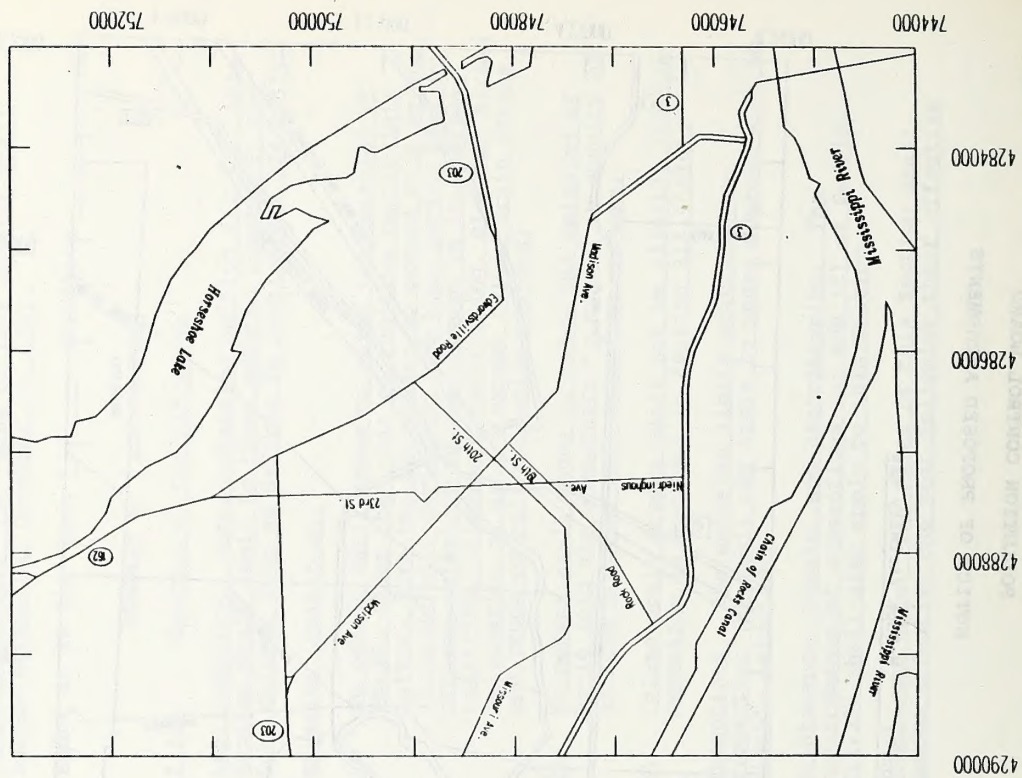 4290000
203
Missouri Ave.
Mississippi River
Madison Ave.
Rock Road
Chain of Rocks Canal
4288000
162
23rd St.
Niedringhaus Ave.
St.
20th St.
4286000
Edwardsville Road
Horseshoe Lake
Madison Ave.
3
Mississippi River
203
4284000
3
744000 746000 748000 750000 752000